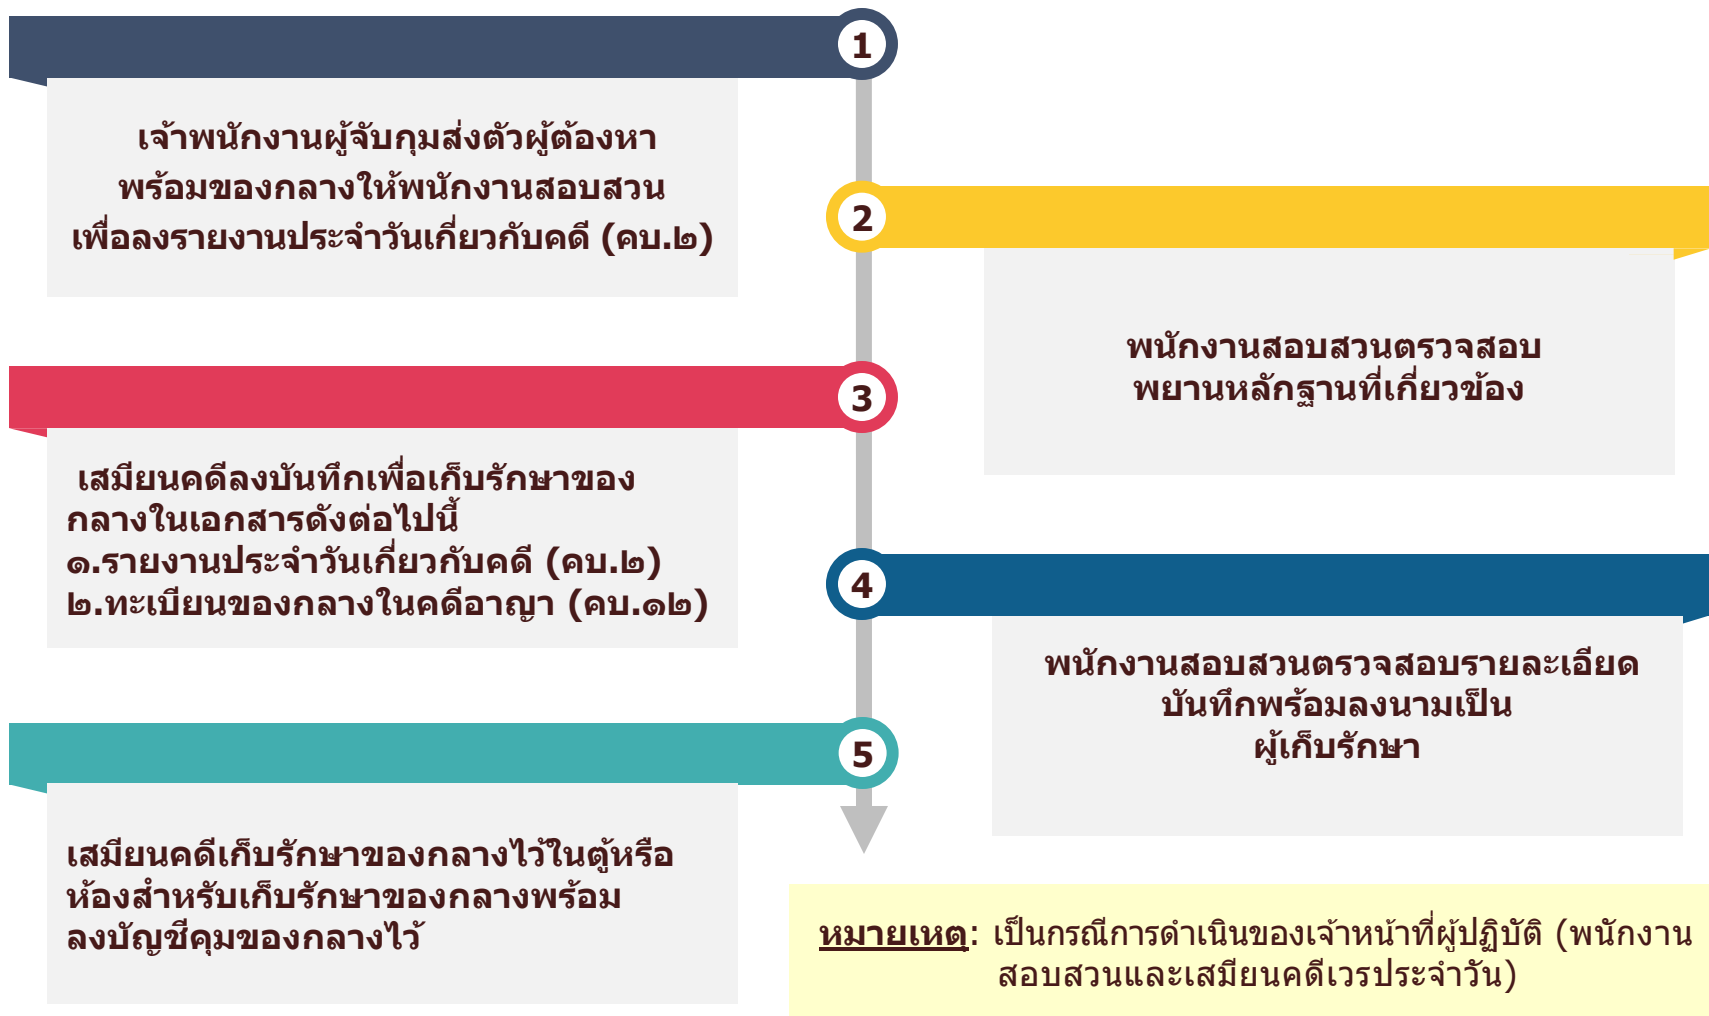 1
เจ้าพนักงานผู้จับกุมส่งตัวผู้ต้องหา
พร้อมของกลางให้พนักงานสอบสวน
เพื่อลงรายงานประจำวันเกี่ยวกับคดี (คบ.๒)
2
พนักงานสอบสวนตรวจสอบ
พยานหลักฐานที่เกี่ยวข้อง
3
เสมียนคดีลงบันทึกเพื่อเก็บรักษาของ
กลางในเอกสารดังต่อไปนี้
๑.รายงานประจำวันเกี่ยวกับคดี (คบ.๒)
๒.ทะเบียนของกลางในคดีอาญา (คบ.๑๒)
4
พนักงานสอบสวนตรวจสอบรายละเอียด
บันทึกพร้อมลงนามเป็น
ผู้เก็บรักษา
5
เสมียนคดีเก็บรักษาของกลางไว้ในตู้หรือ
ห้องสำหรับเก็บรักษาของกลางพร้อม
ลงบัญชีคุมของกลางไว้
หมายเหตุ: เป็นกรณีการดำเนินของเจ้าหน้าที่ผู้ปฏิบัติ (พนักงาน
สอบสวนและเสมียนคดีเวรประจำวัน)